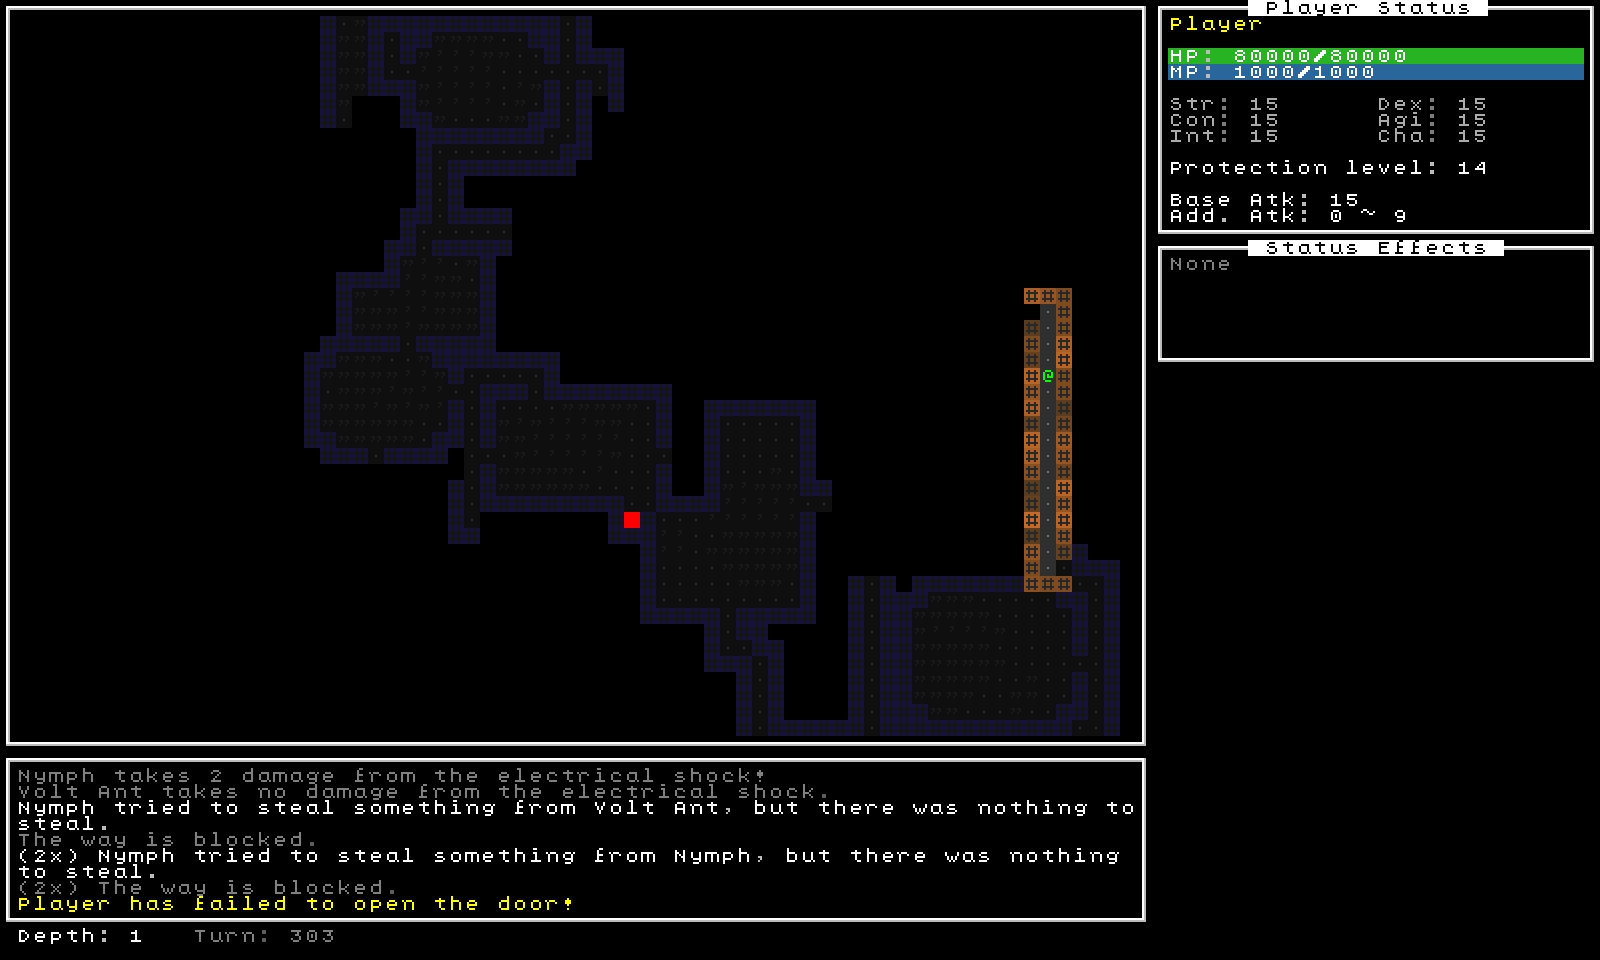 Player Status
Player
HP: 80000/80000
MP: 1000/1000
Str: 15 Dex: 15
Con: 15 Agi: 15
Int: 15 Cha: 15
Protection level: 14
Base Atk: 15
Add. Atk: 0 ~ 9
Status Effects
None
@
Nymph takes 2 damage from the electrical shock!
Volt Ant takes no damage from the electrical shock.
Nymph tried to steal something from Volt Ant, but there was nothing to
steal.
The way is blocked.
(2x) Nymph tried to steal something from Nymph, but there was nothing
to steal.
(2x) The way is blocked.
Player has failed to open the door!
Depth: 1 Turn: 303